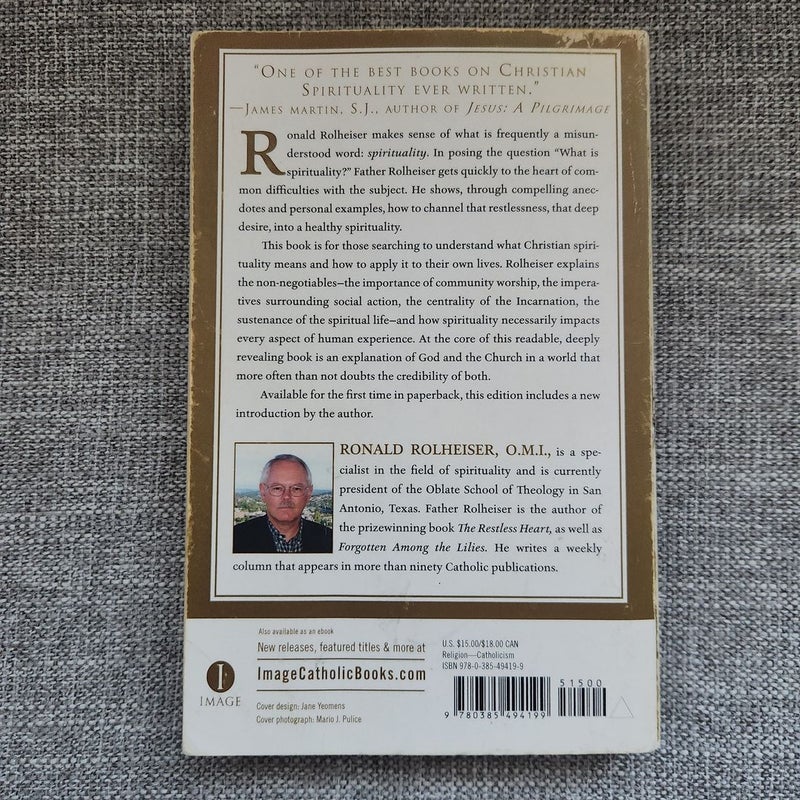 "One of the best books on Christian
Spirituality ever written."
—James martin, S.J., author of Jesus: A Pilgrimage
Ronald Rolheiser makes sense of what is frequently a misun-
derstood word: spirituality. In posing the question "What is
spirituality?" Father Rolheiser gets quickly to the heart of com-
mon difficulties with the subject. He shows, through compelling anec-
dotes and personal examples, how to channel that restlessness, that deep
desire, into a healthy spirituality.
This book is for those searching to understand what Christian spiri-
tuality means and how to apply it to their own lives. Rolheiser explains
the non-negotiables—the importance of community worship, the impera-
tives surrounding social action, the centrality of the Incarnation, the
sustenance of the spiritual life—and how spirituality necessarily impacts
every aspect of human experience. At the core of this readable, deeply
revealing book is an explanation of God and the Church in a world that
more often than not doubts the credibility of both.
Available for the first time in paperback, this edition includes a new
introduction by the author.
RONALD ROLHEISER, O.M.I., is a spe-
cialist in the field of spirituality and is currently
president of the Oblate School of Theology in San
Antonio, Texas. Father Rolheiser is the author of
the prizewinning book The Restless Heart, as well as
Forgotten Among the Lilies. He writes a weekly
column that appears in more than ninety Catholic publications.
Also available as an ebook
New releases, featured titles & more at
ImageCatholicBooks.com
Cover design: Jane Yeomens
Cover photograph: Mario J. Pulice
I
IMAGE
U.S. $15.00/$18.00 CAN
Religion—Catholicism
ISBN 978-0-385-49419-9
51500
9 780385 494199